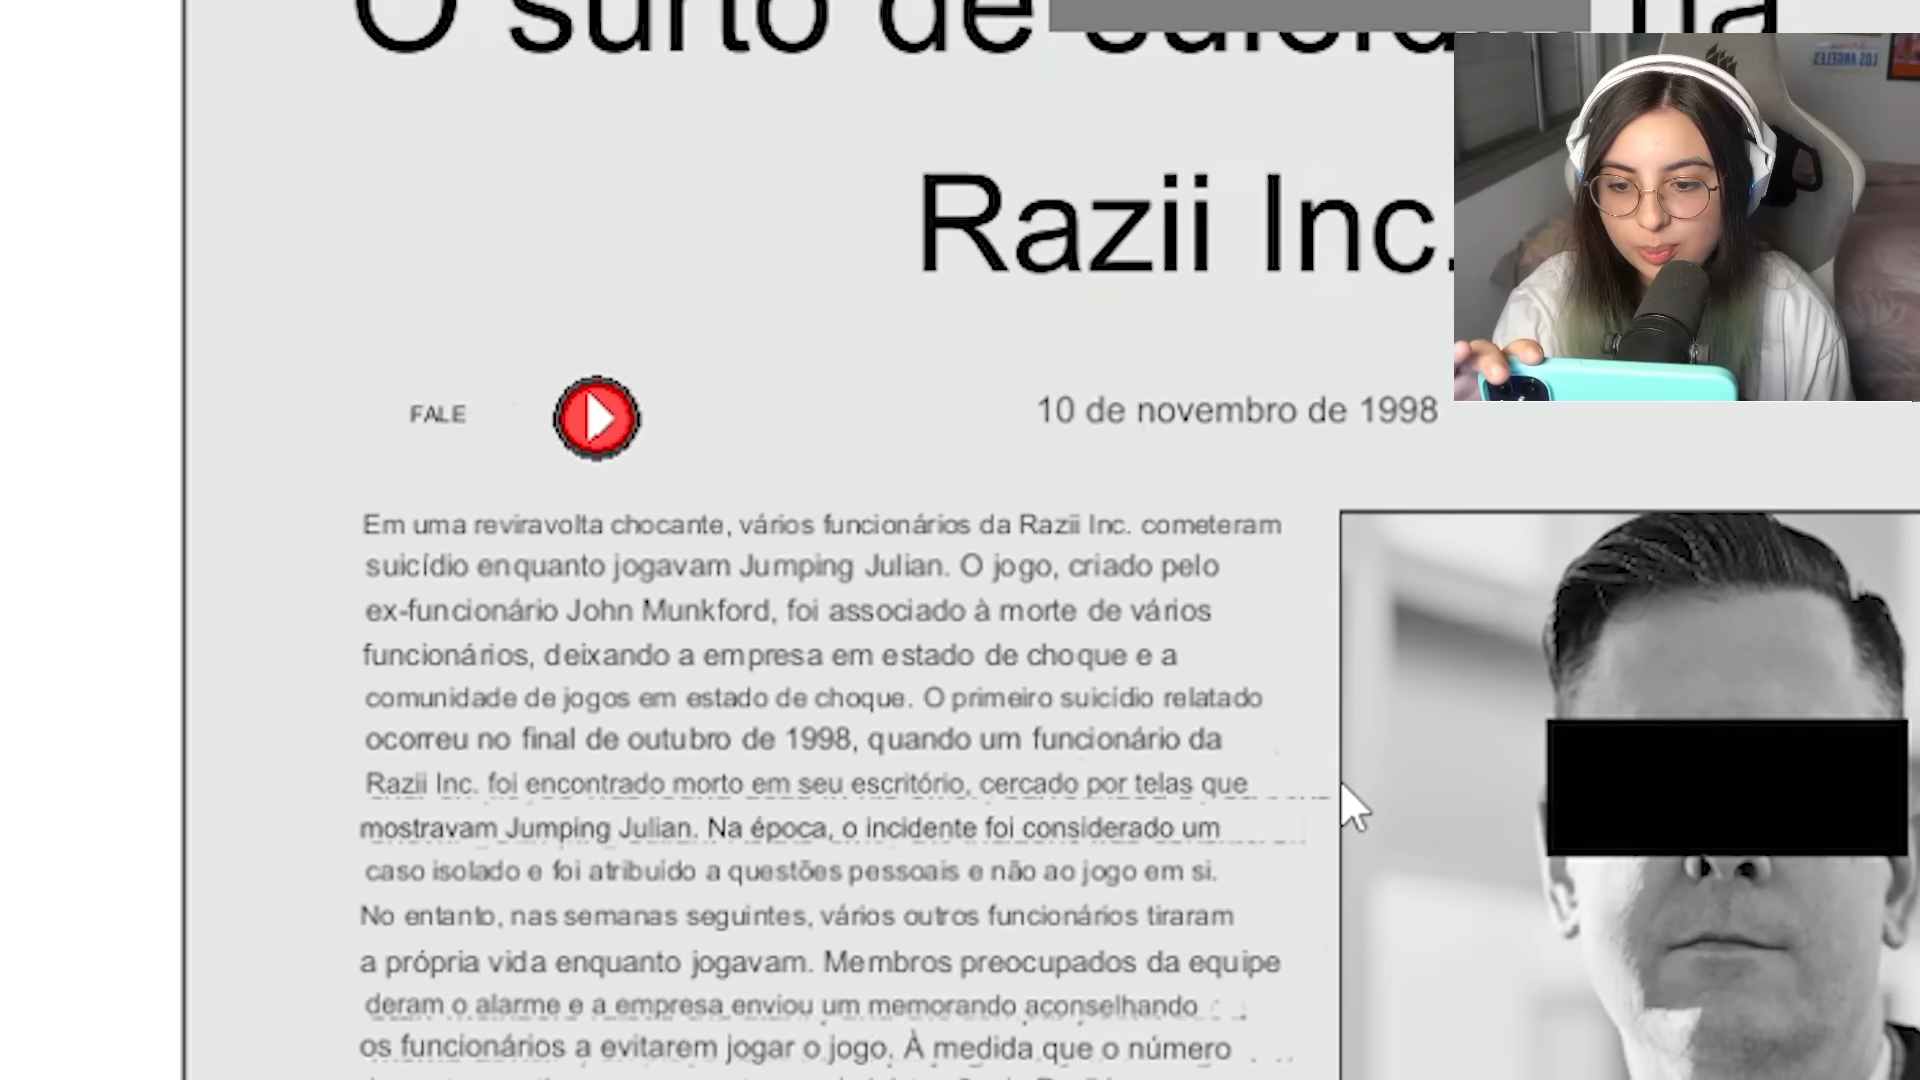 O surto de na
LOS ANGELES
Razii Inc.
FALE
10 de novembro de 1998
Em uma reviravolta chocante, vários funcionários da Razii Inc. cometeram
suicídio enquanto jogavam Jumping Julian. O jogo, criado pelo
ex-funcionário John Munkford, foi associado à morte de vários
funcionários, deixando a empresa em estado de choque e a
comunidade de jogos em estado de choque. O primeiro suicídio relatado
ocorreu no final de outubro de 1998, quando um funcionário da
Razii Inc. foi encontrado morto em seu escritório, cercado por telas que
mostravam Jumping Julian. Na época, o incidente foi considerado um
caso isolado e foi atribuído a questões pessoais e não ao jogo em si.
No entanto, nas semanas seguintes, vários outros funcionários tiraram
a própria vida enquanto jogavam. Membros preocupados da equipe
deram o alarme e a empresa enviou um memorando aconselhando
os funcionários a evitarem jogar o jogo. À medida que o número